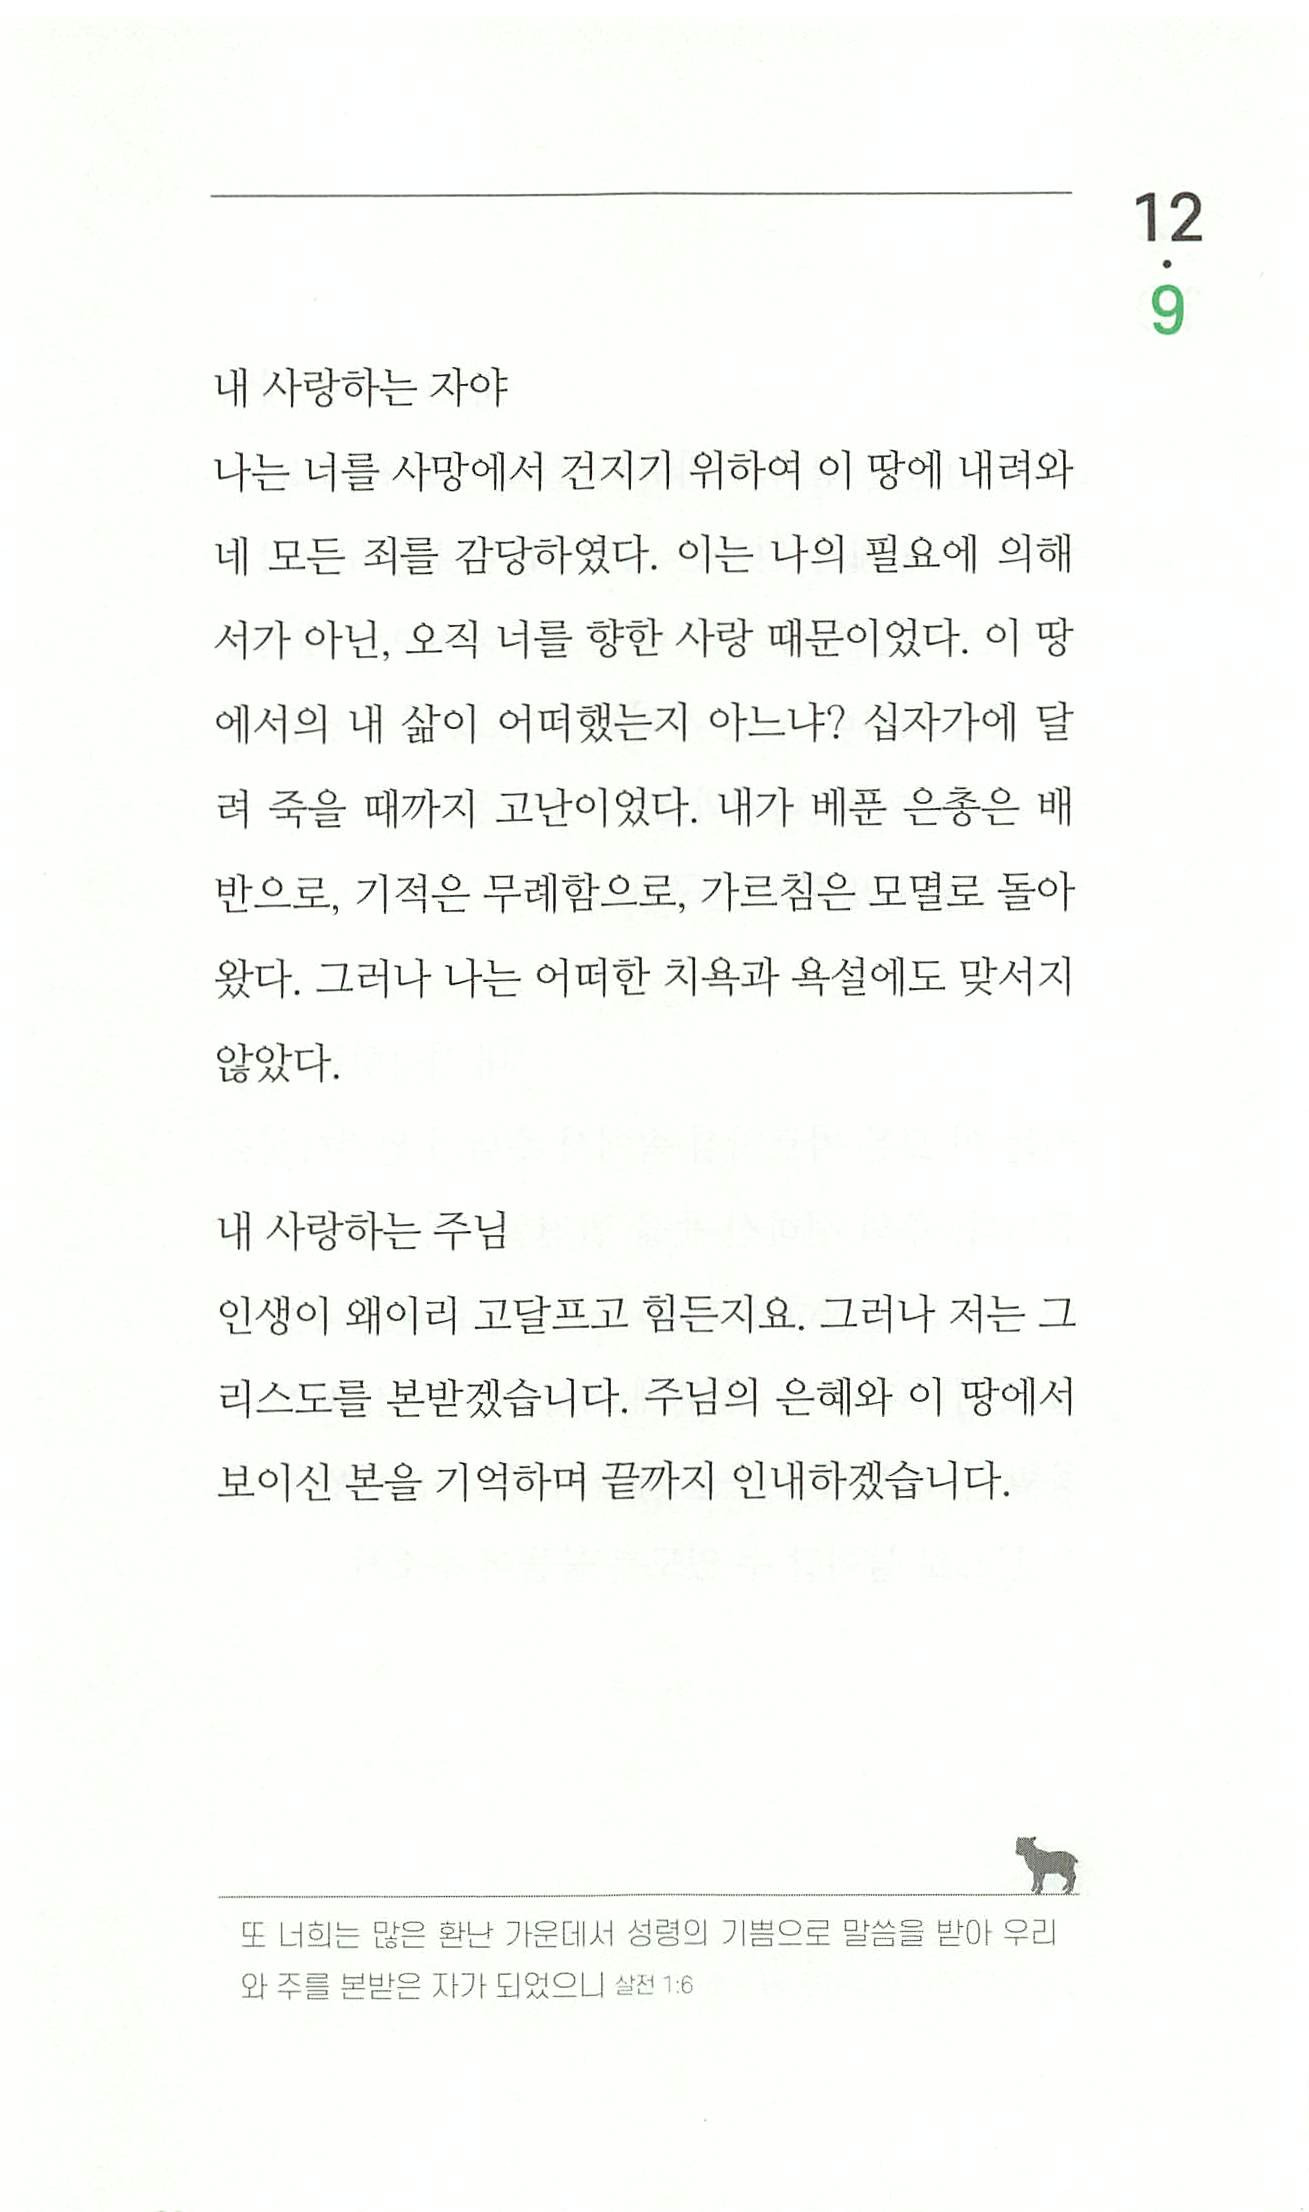 12
·
9
내 사랑하는 자야
나는 너를 사망에서 건지기 위하여 이 땅에 내려와
네 모든 죄를 감당하였다. 이는 나의 필요에 의해
서가 아닌, 오직 너를 향한 사랑 때문이었다. 이 땅
에서의 내 삶이 어떠했는지 아느냐? 십자가에 달
려 죽을 때까지 고난이었다. 내가 베푼 은총은 배
반으로, 기적은 무례함으로, 가르침은 모멸로 돌아
왔다. 그러나 나는 어떠한 치욕과 욕설에도 맞서지
않았다.
내 사랑하는 주님
인생이 왜이리 고달프고 힘든지요. 그러나 저는 그
리스도를 본받겠습니다. 주님의 은혜와 이 땅에서
보이신 본을 기억하며 끝까지 인내하겠습니다.
또 너희는 많은 환난 가운데서 성령의 기쁨으로 말씀을 받아 우리
와 주를 본받은 자가 되었으니 살전 1:6